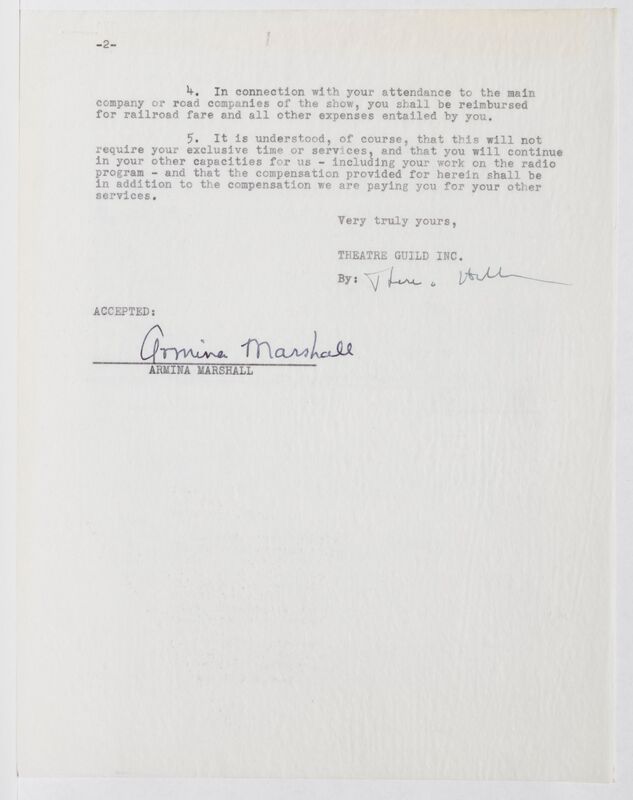 -2-
4. In connection with your attendance to the main
company or road companies of the show, you shall be reimbursed
for railroad fare and all other expenses entailed by you.
5. It is understood, of course, that this will not
require your exclusive time or services, and that you will continue
in your other capacities for us - including your work on the radio
program - and that the compensation provided for herein shall be
in addition to the compensation we are paying you for your other
services.
Very truly yours,
THEATRE GUILD INC.
By:
ACCEPTED:
Armina Marshall
ARMINA MARSHALL